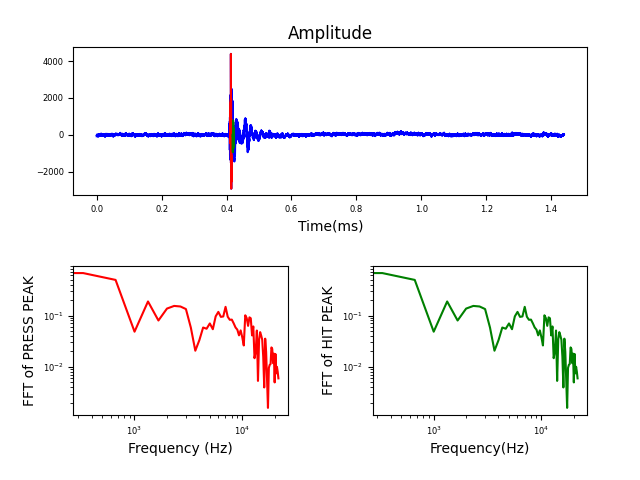 Amplitude
4000
2000
0
−2000
0.0 0.2 0.4 0.6 0.8 1.0 1.2 1.4
Time(ms)
FFT of PRESS PEAK
10⁻¹
10⁻²
10³ 10⁴
Frequency (Hz)
FFT of HIT PEAK
10⁻¹
10⁻²
10³ 10⁴
Frequency(Hz)